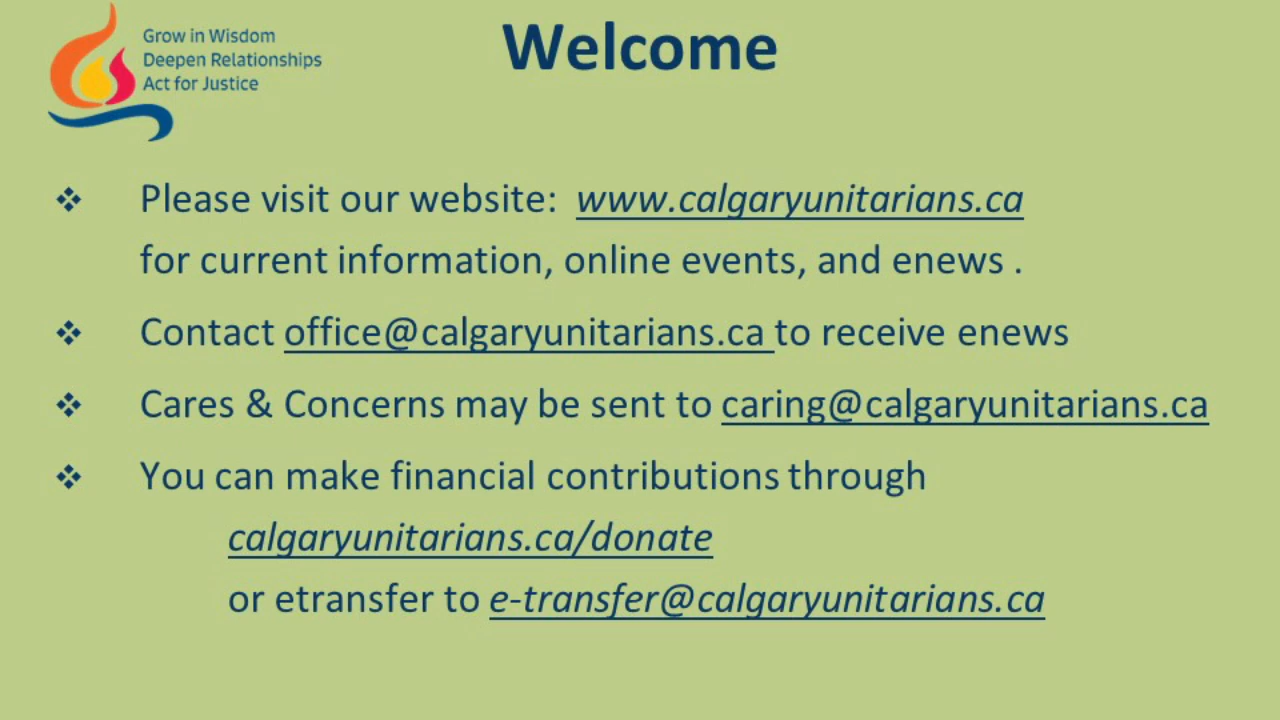 Grow in Wisdom
Deepen Relationships
Act for Justice
Welcome
❖ Please visit our website: www.calgaryunitarians.ca
for current information, online events, and enews .
❖ Contact office@calgaryunitarians.ca to receive enews
❖ Cares & Concerns may be sent to caring@calgaryunitarians.ca
❖ You can make financial contributions through
calgaryunitarians.ca/donate
or etransfer to e-transfer@calgaryunitarians.ca